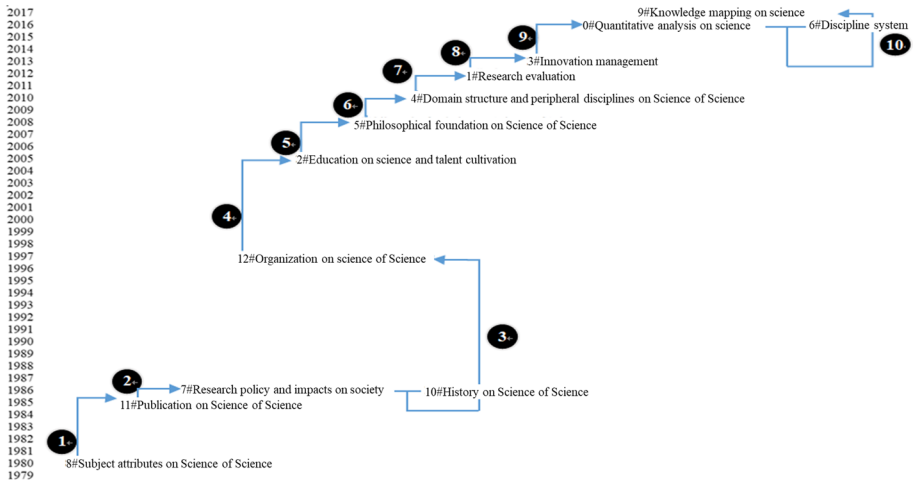 2017 9#Knowledge mapping on science
2016 0#Quantitative analysis on science 6#Discipline system
2015 10
2014 9
2013 8 3#Innovation management
2012 7 1#Research evaluation
2011
2010 4#Domain structure and peripheral disciplines on Science of Science
2009 6
2008 5#Philosophical foundation on Science of Science
2007
2006 5
2005 2#Education on science and talent cultivation
2004
2003
2002
2001
2000 4
1999
1998
1997 12#Organization on science of Science
1996
1995
1994
1993
1992
1991
1990 3
1989
1988
1987 2
1986 7#Research policy and impacts on society 10#History on Science of Science
1985 11#Publication on Science of Science
1984
1983
1982 1
1981
1980 8#Subject attributes on Science of Science
1979